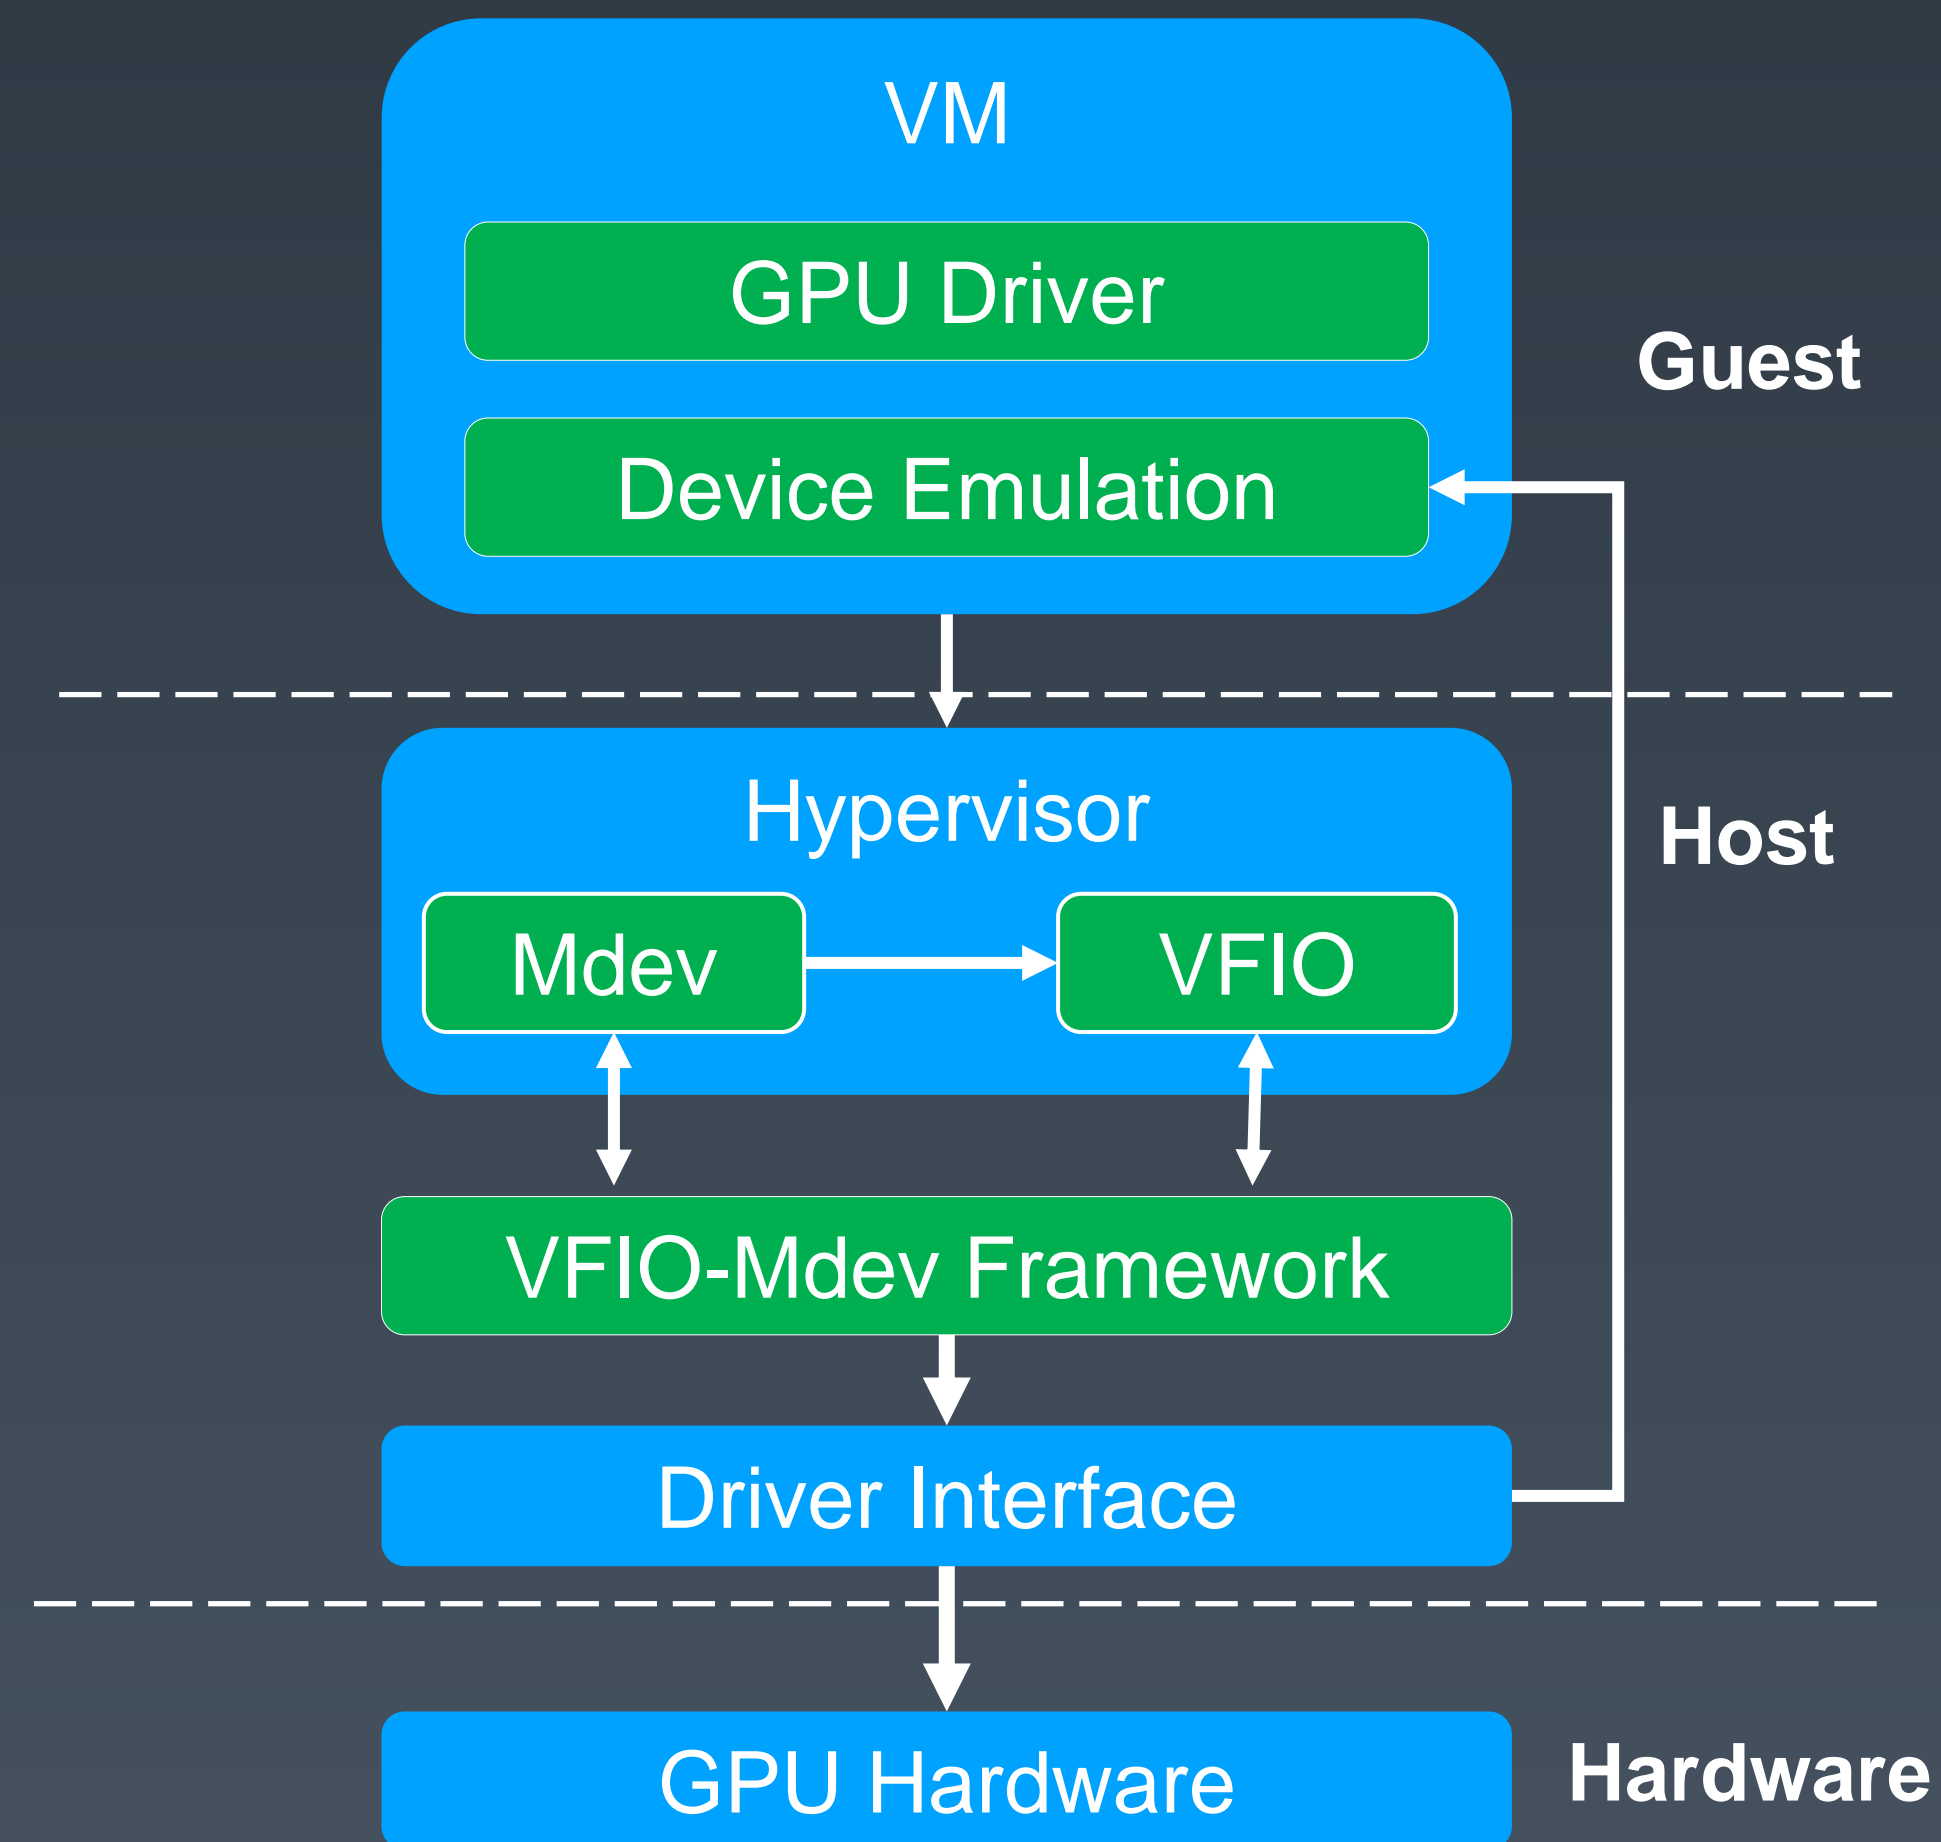 VM
GPU Driver
Guest
Device Emulation
Hypervisor
Host
Mdev
VFIO
VFIO-Mdev Framework
Driver Interface
GPU Hardware
Hardware